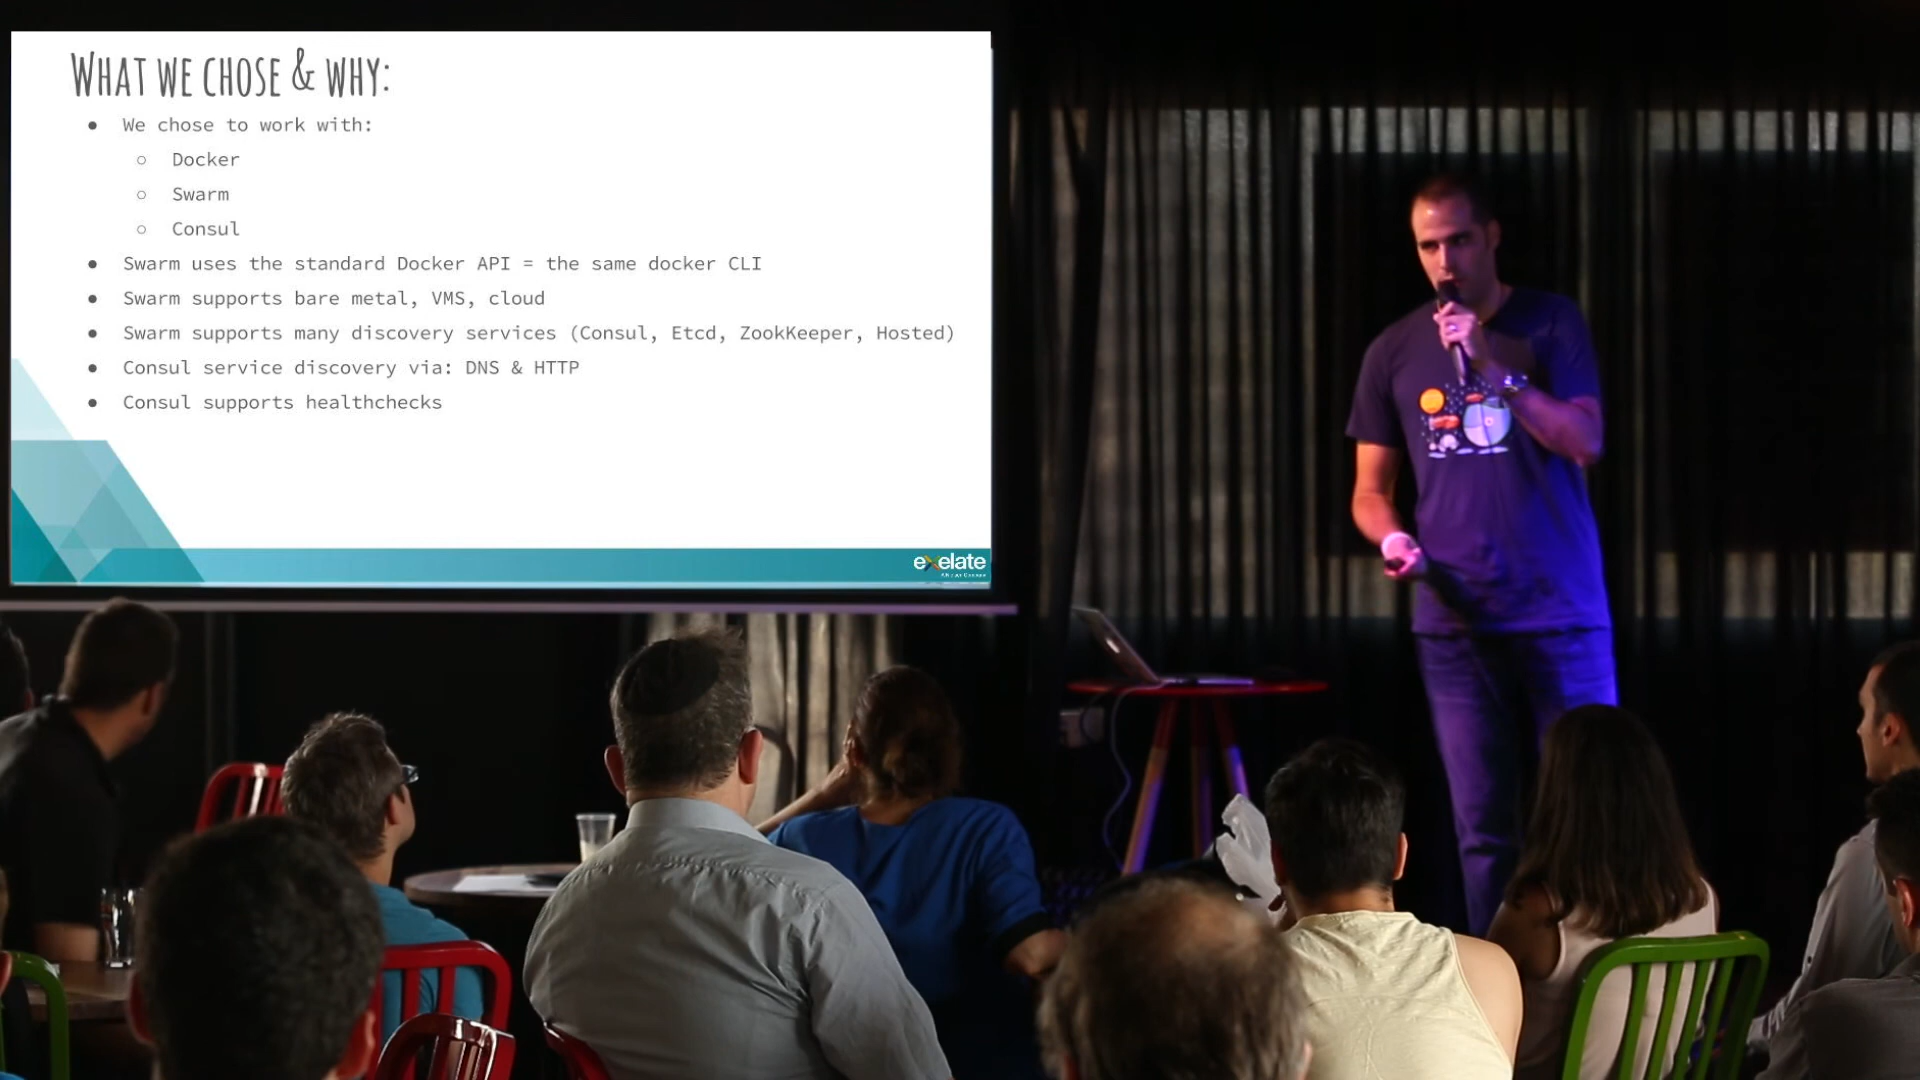 What we chose & why:
● We chose to work with:
○ Docker
○ Swarm
○ Consul
● Swarm uses the standard Docker API = the same docker CLI
● Swarm supports bare metal, VMS, cloud
● Swarm supports many discovery services (Consul, Etcd, ZookKeeper, Hosted)
● Consul service discovery via: DNS & HTTP
● Consul supports healthchecks
exelate